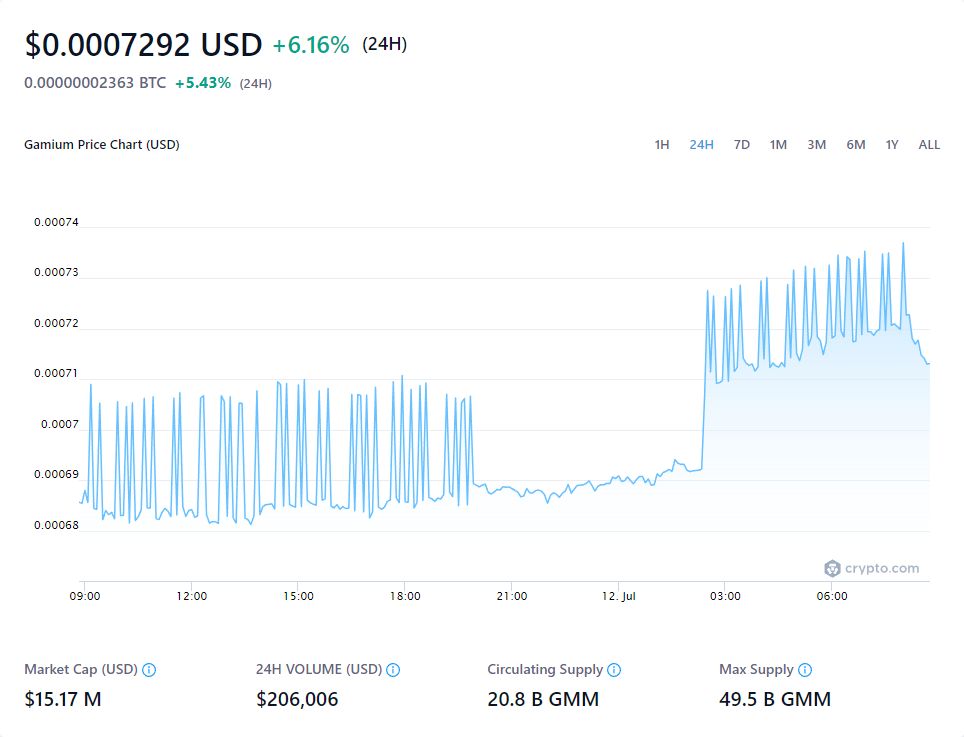 $0.0007292 USD +6.16% (24H)
0.00000002363 BTC +5.43% (24H)
Gamium Price Chart (USD)
1H 24H 7D 1M 3M 6M 1Y ALL
0.00074
0.00073
0.00072
0.00071
0.0007
0.00069
0.00068
crypto.com
09:00 12:00 15:00 18:00 21:00 12. Jul 03:00 06:00
Market Cap (USD) 24H VOLUME (USD) Circulating Supply Max Supply
$15.17 M $206,006 20.8 B GMM 49.5 B GMM